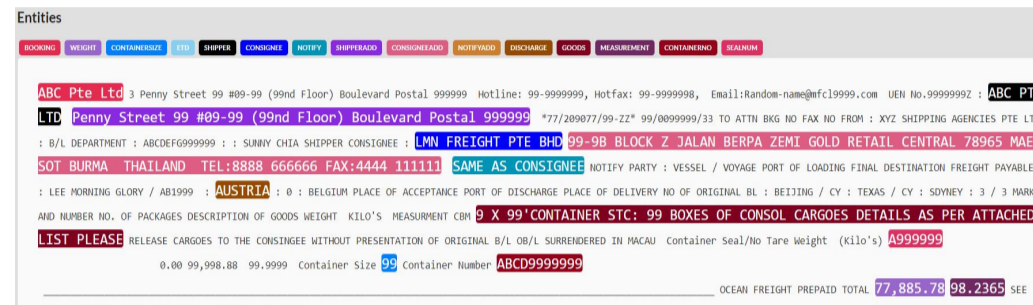 Entities
BOOKING WEIGHT CONTAINERSIZE ETD SHIPPER CONSIGNEE NOTIFY SHIPPERADD CONSIGNEEADD NOTIFYADD DISCHARGE GOODS MEASUREMENT CONTAINERNO SEALNUM
ABC Pte Ltd 3 Penny Street 99 #09-99 (99nd Floor) Boulevard Postal 999999 Hotline: 99-9999999, Hotfax: 99-9999998, Email:Random-name@mfcl9999.com UEN No.9999999Z : ABC PT
LTD Penny Street 99 #09-99 (99nd Floor) Boulevard Postal 999999 *77/209077/99-ZZ* 99/0099999/33 TO ATTN BKG NO FAX NO FROM : XYZ SHIPPING AGENCIES PTE LT
: B/L DEPARTMENT : ABCDEFG999999 : : SUNNY CHIA SHIPPER CONSIGNEE : LMN FREIGHT PTE BHD 99-9B BLOCK Z JALAN BERPA ZEMI GOLD RETAIL CENTRAL 78965 MAE
SOT BURMA THAILAND TEL:8888 666666 FAX:4444 111111 SAME AS CONSIGNEE NOTIFY PARTY : VESSEL / VOYAGE PORT OF LOADING FINAL DESTINATION FREIGHT PAYABLE
: LEE MORNING GLORY / AB1999 : AUSTRIA : 0 : BELGIUM PLACE OF ACCEPTANCE PORT OF DISCHARGE PLACE OF DELIVERY NO OF ORIGINAL BL : BEIJING / CY : TEXAS / CY : SDYNEY : 3 / 3 MARK
AND NUMBER NO. OF PACKAGES DESCRIPTION OF GOODS WEIGHT KILO'S MEASURMENT CBM 9 X 99'CONTAINER STC: 99 BOXES OF CONSOL CARGOES DETAILS AS PER ATTACHED
LIST PLEASE RELEASE CARGOES TO THE CONSINGEE WITHOUT PRESENTATION OF ORIGINAL B/L OB/L SURRENDERED IN MACAU Container Seal/No Tare Weight (Kilo's) A999999
0.00 99,998.88 99.9999 Container Size 99 Container Number ABCD9999999
OCEAN FREIGHT PREPAID TOTAL 77,885.78 98.2365 SEE